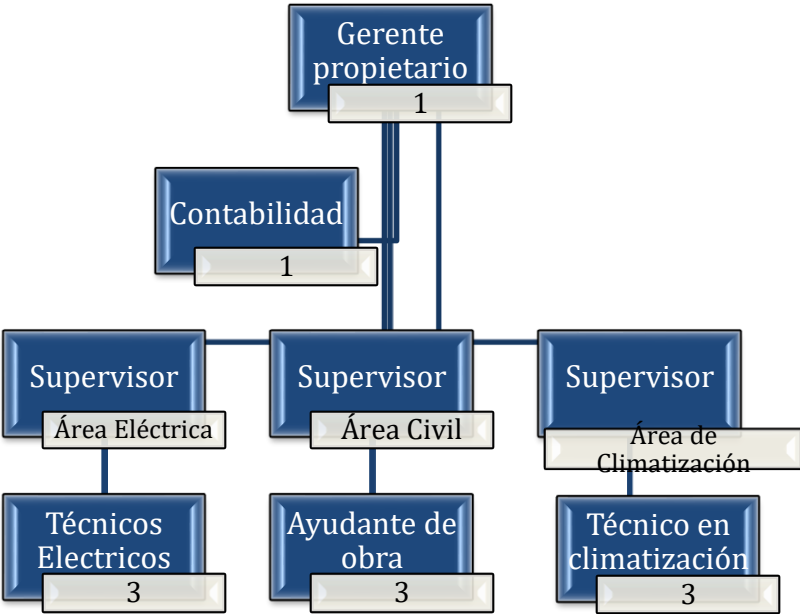 Gerente
propietario
1
Contabilidad
1
Supervisor
Área Eléctrica
Supervisor
Área Civil
Supervisor
Área de
Climatización
Técnicos
Electricos
3
Ayudante de
obra
3
Técnico en
climatización
3